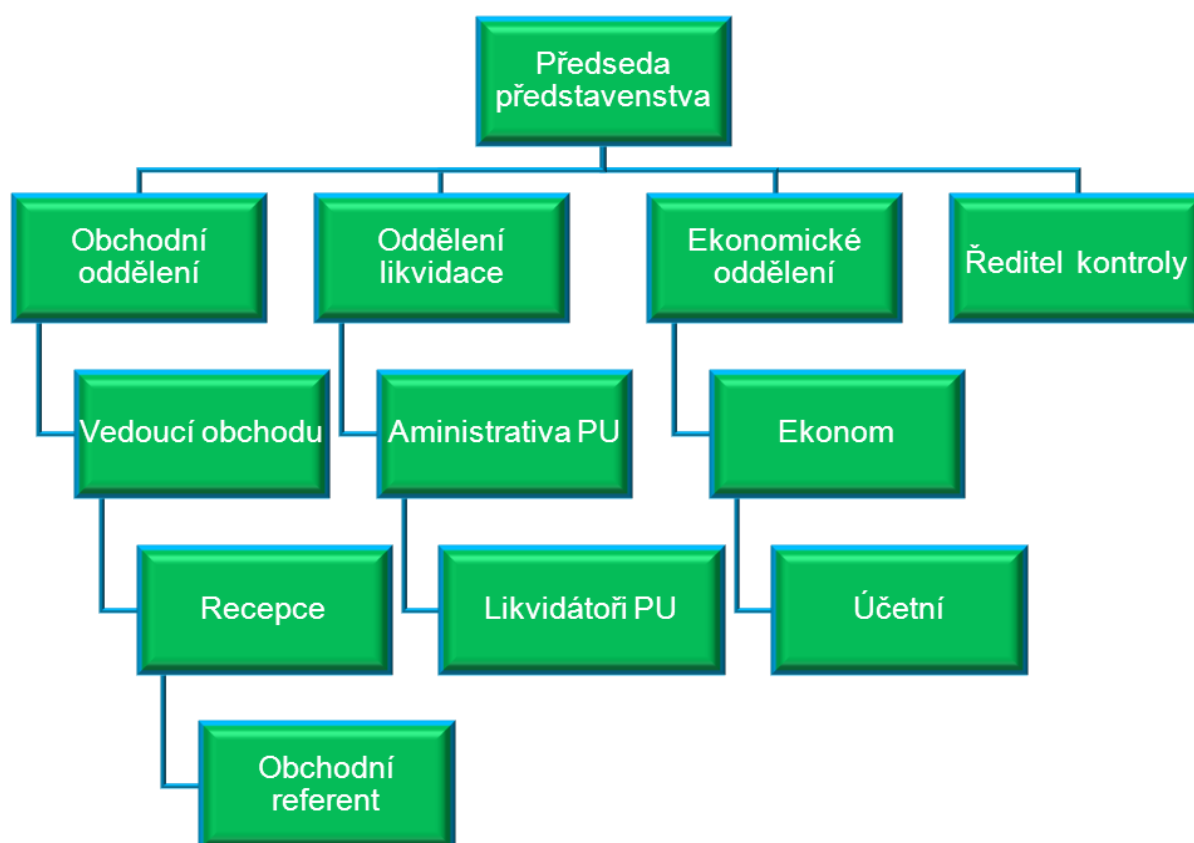 Předseda
představenstva
Obchodní
oddělení
Oddělení
likvidace
Ekonomické
oddělení
Ředitel kontroly
Vedoucí obchodu
Aministrativa PU
Ekonom
Recepce
Likvidátoři PU
Účetní
Obchodní
referent